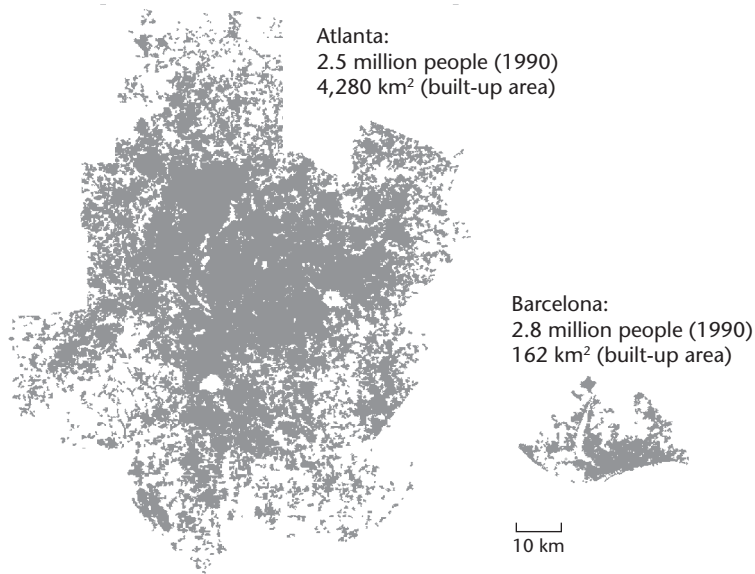 Atlanta:
2.5 million people (1990)
4,280 km² (built-up area)
Barcelona:
2.8 million people (1990)
162 km² (built-up area)
10 km